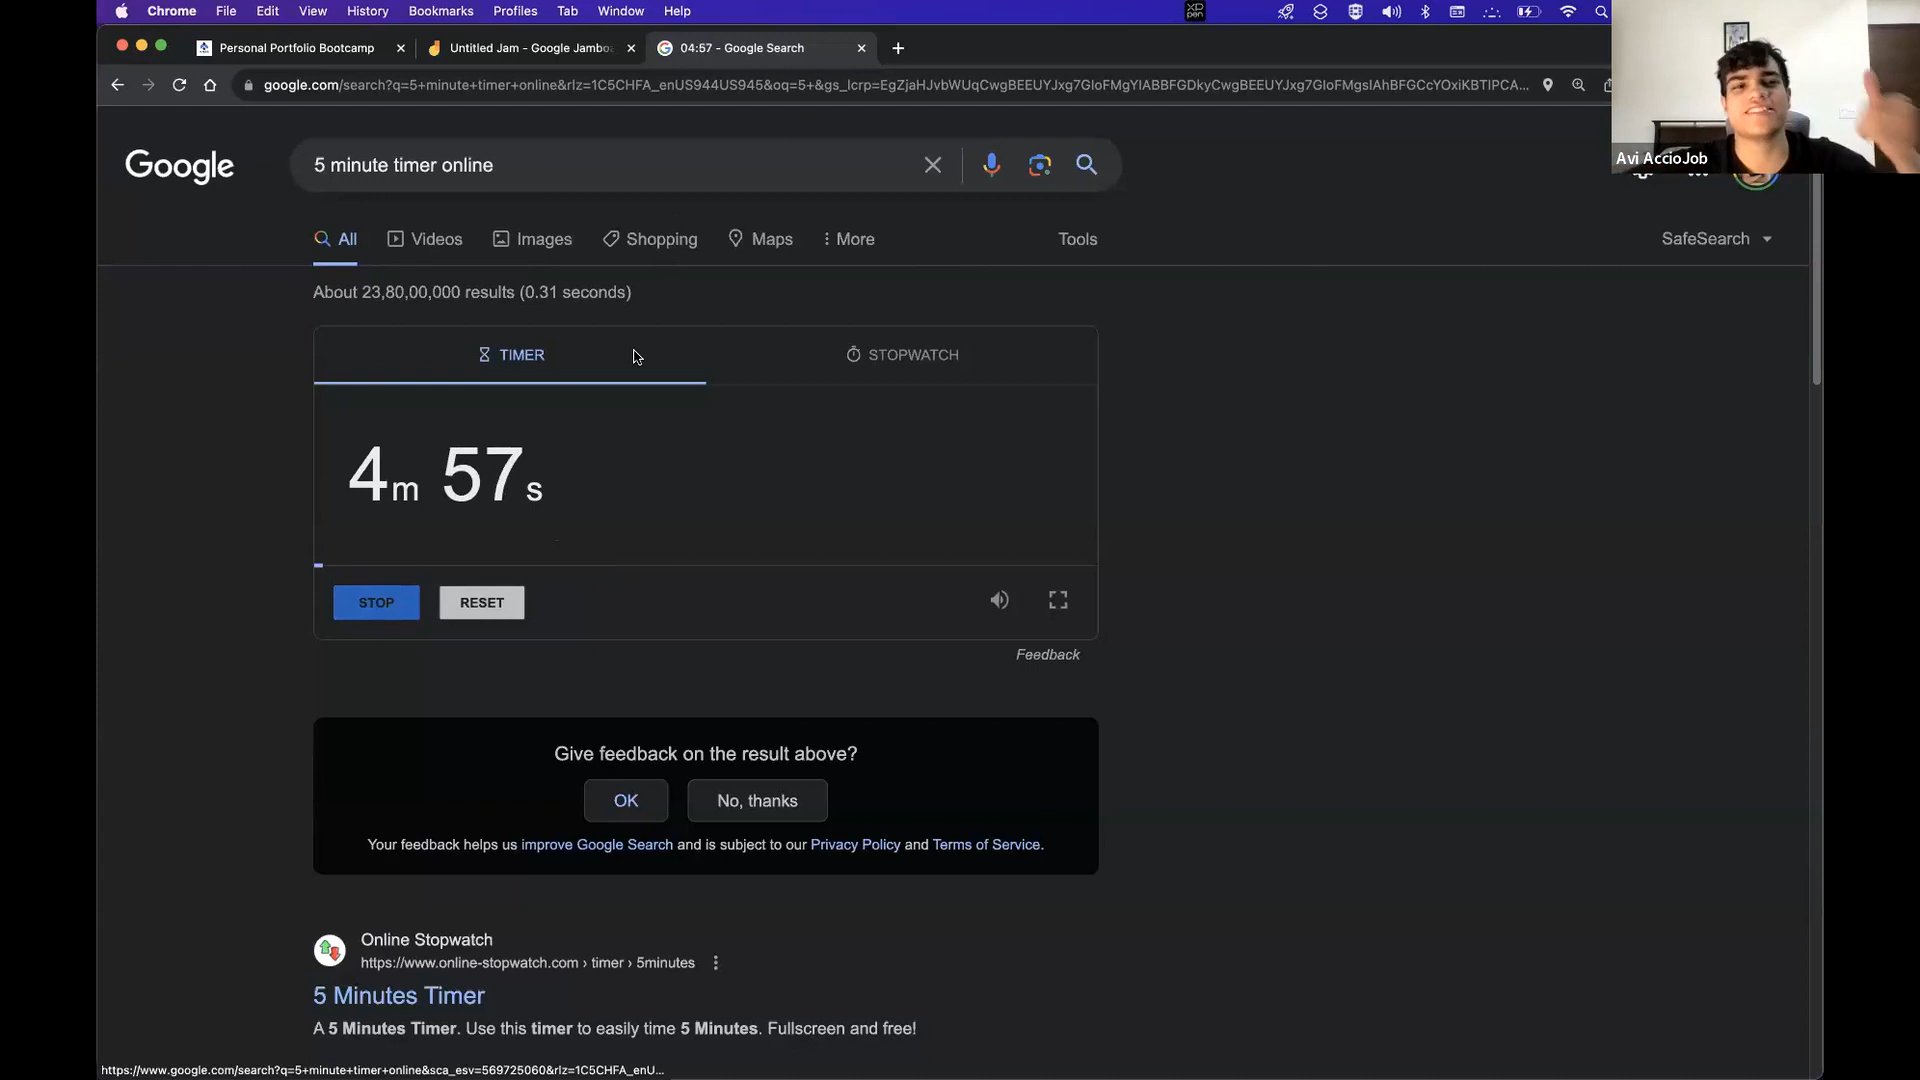 Chrome File Edit View History Bookmarks Profiles Tab Window Help
XP
pen
Personal Portfolio Bootcamp
Untitled Jam - Google Jambo
04:57 - Google Search
google.com/search?q=5+minute+timer+online&rlz=1C5CHFA_enUS944US945&oq=5+&gs_lcrp=EgZjaHJvbWUqCwgBEEUYJxg7GIoFMgYIABBFGDkyCwgBEEUYJxg7GIoFMgsIAhBFGCcYOxiKBTIPCA...
Avi AccioJob
Google
5 minute timer online
All Videos Images Shopping Maps More Tools SafeSearch
About 23,80,00,000 results (0.31 seconds)
TIMER STOPWATCH
4m 57s
STOP RESET
Feedback
Give feedback on the result above?
OK No, thanks
Your feedback helps us improve Google Search and is subject to our Privacy Policy and Terms of Service.
Online Stopwatch
https://www.online-stopwatch.com › timer › 5minutes
5 Minutes Timer
A 5 Minutes Timer. Use this timer to easily time 5 Minutes. Fullscreen and free!
https://www.google.com/search?q=5+minute+timer+online&sca_esv=569725060&rlz=1C5CHFA_enU...